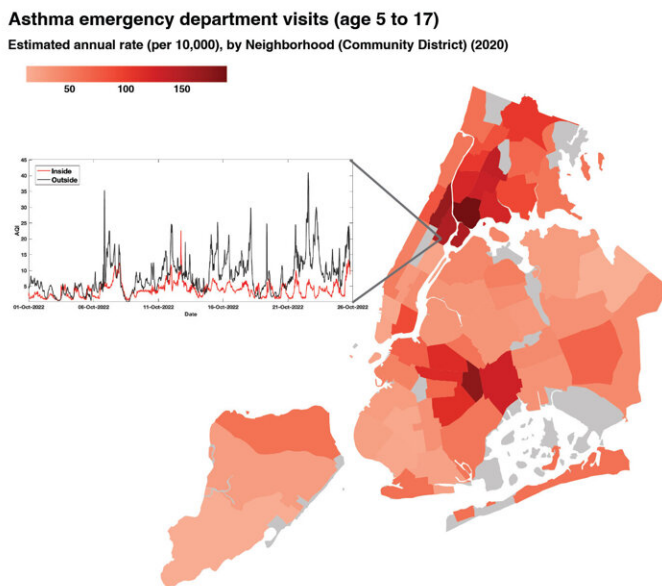 Asthma emergency department visits (age 5 to 17)
Estimated annual rate (per 10,000), by Neighborhood (Community District) (2020)
50 100 150
45
40
35
30
25
20
15
10
5
AQI
Inside
Outside
01-Oct-2022 06-Oct-2022 11-Oct-2022 16-Oct-2022 21-Oct-2022 26-Oct-2022
Date